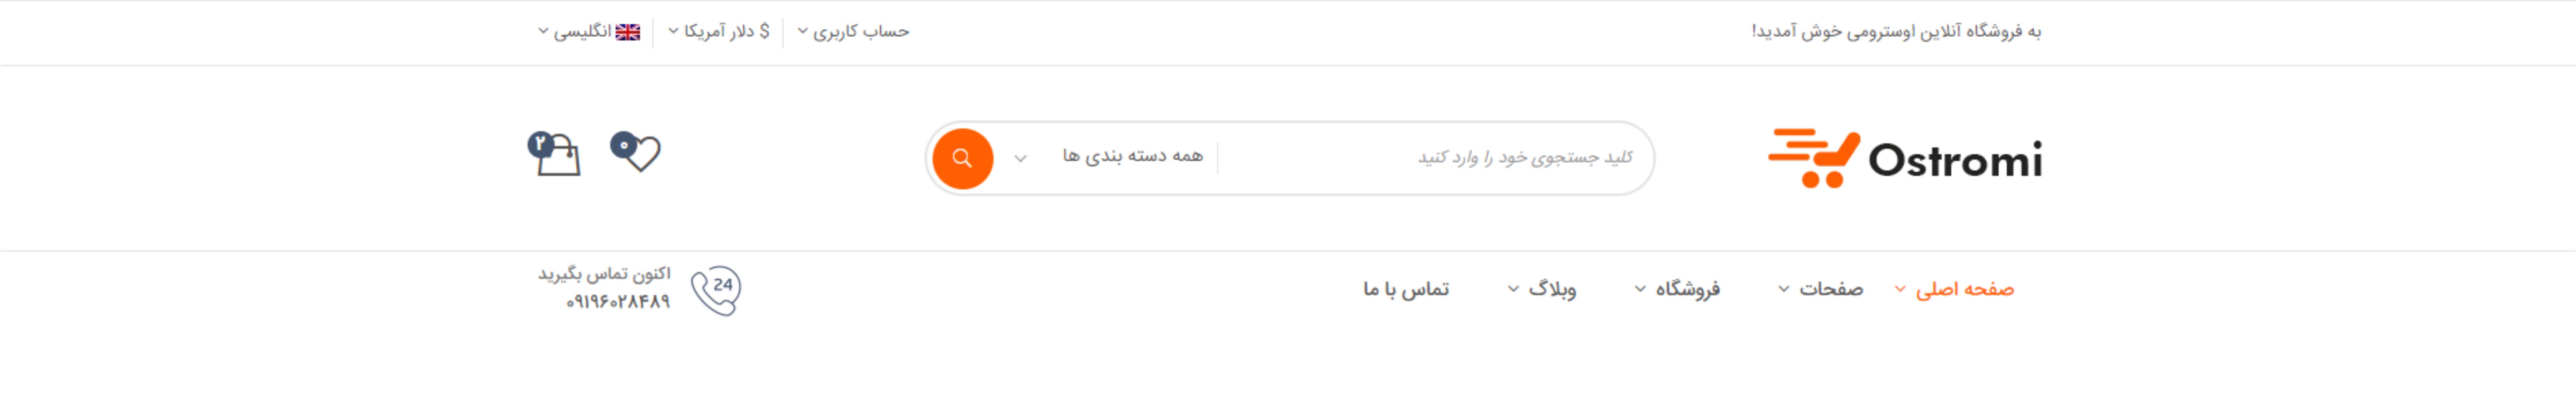 به فروشگاه آنلاین اوسترومی خوش آمدید!
حساب کاربری
$ دلار آمریکا
انگلیسی
Ostromi
کلید جستجوی خود را وارد کنید
همه دسته بندی ها
۰
۲
صفحه اصلی
صفحات
فروشگاه
وبلاگ
تماس با ما
24
اکنون تماس بگیرید
۰۹۱۹۶۰۲۸۴۸۹